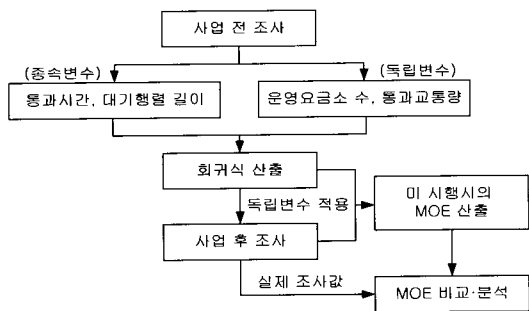 사업 전 조사
(종속변수)
(독립변수)
통과시간, 대기행렬 길이
운영요금소 수, 통과교통량
회귀식 산출
독립변수 적용
미 시행시의
MOE 산출
사업 후 조사
실제 조사값
MOE 비교·분석